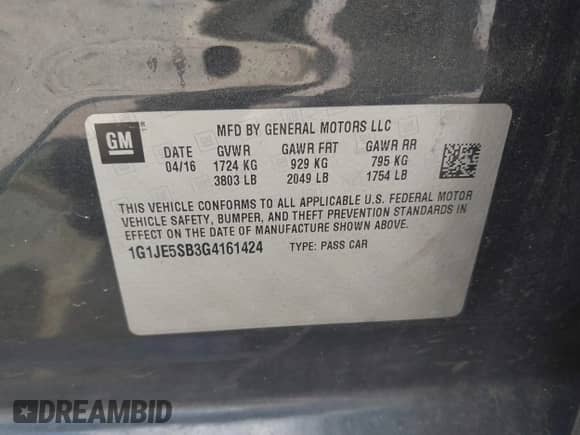 GM
MFD BY GENERAL MOTORS LLC
DATE GVWR GAWR FRT GAWR RR
04/16 1724 KG 929 KG 795 KG
3803 LB 2049 LB 1754 LB
THIS VEHICLE CONFORMS TO ALL APPLICABLE U.S. FEDERAL MOTOR
VEHICLE SAFETY, BUMPER, AND THEFT PREVENTION STANDARDS IN
EFFECT ON THE DATE OF MANUFACTURE SHOWN ABOVE.
1G1JE5SB3G4161424 TYPE: PASS CAR
DREAMBID